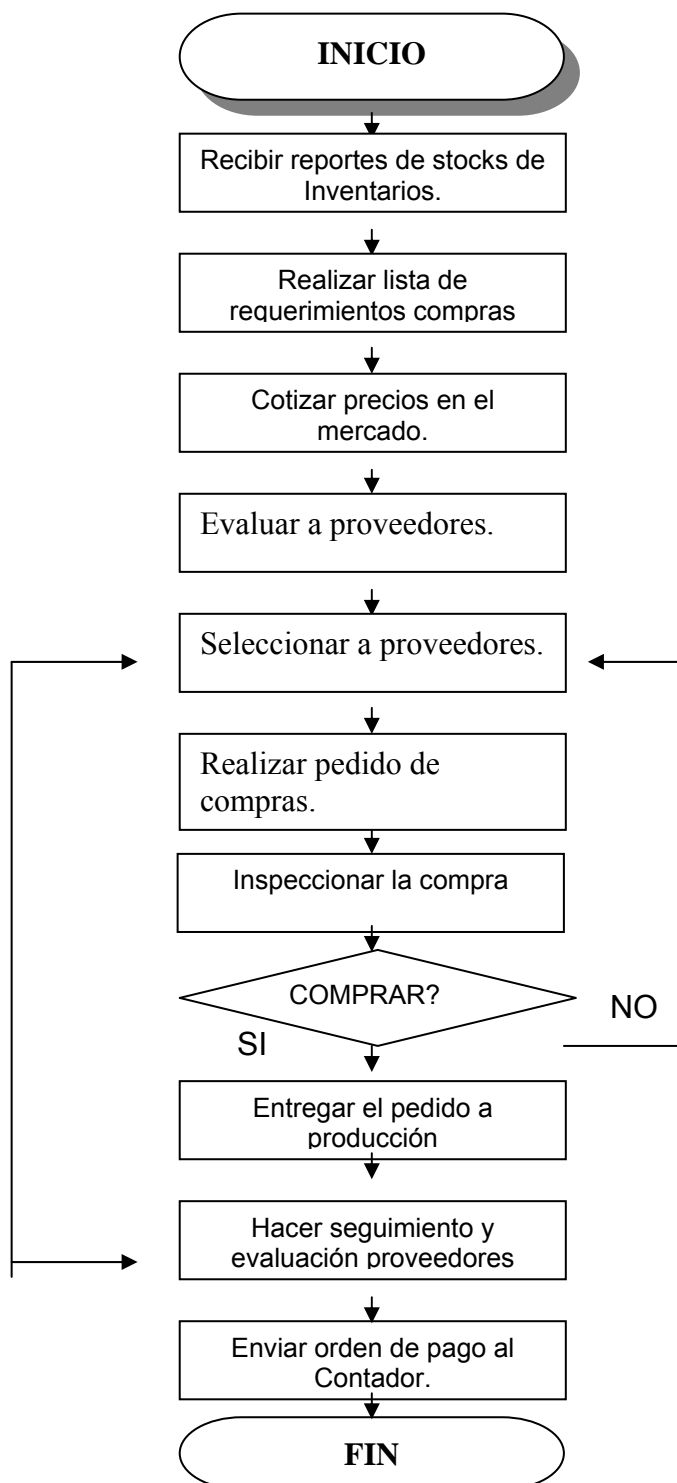 INICIO
Recibir reportes de stocks de
Inventarios.
Realizar lista de
requerimientos compras
Cotizar precios en el
mercado.
Evaluar a proveedores.
Seleccionar a proveedores.
Realizar pedido de
compras.
Inspeccionar la compra
COMPRAR?
NO
SI
Entregar el pedido a
producción
Hacer seguimiento y
evaluación proveedores
Enviar orden de pago al
Contador.
FIN